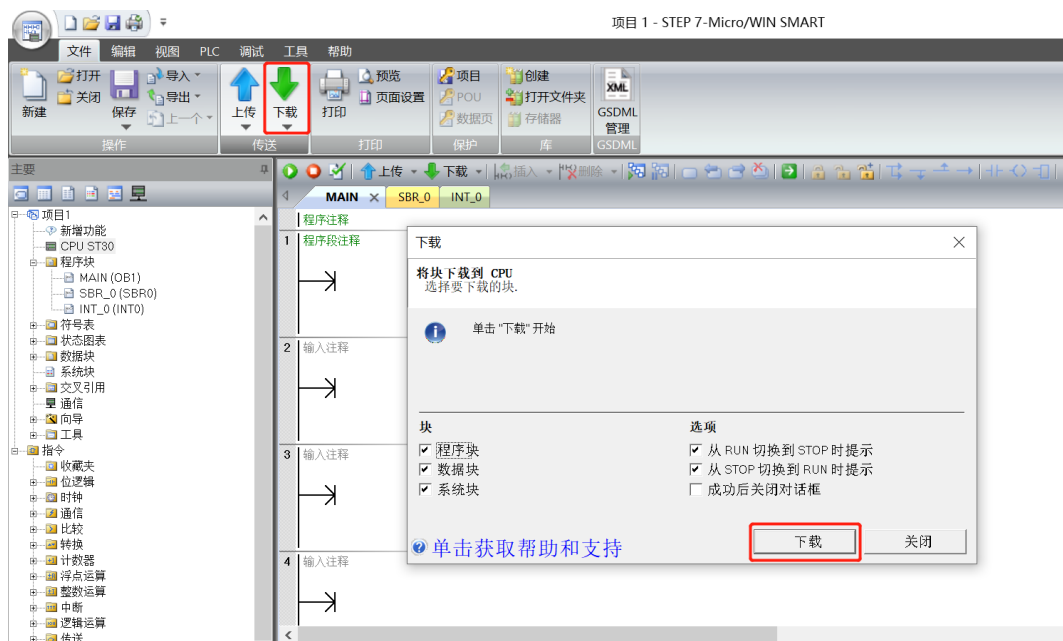 项目 1 - STEP 7-Micro/WIN SMART
文件 编辑 视图 PLC 调试 工具 帮助
新建 打开 关闭 保存 导入 导出 上一个
操作
上传 下载
传送
打印 预览 页面设置
打印
项目 POU 数据页
保护
创建 打开文件夹 存储器
库
XML
GSDML
管理
GSDML
主要
上传 下载 插入 删除
项目1
新增功能
CPU ST30
程序块
MAIN (OB1)
SBR_0 (SBR0)
INT_0 (INT0)
符号表
状态图表
数据块
系统块
交叉引用
通信
向导
工具
指令
收藏夹
位逻辑
时钟
通信
比较
转换
计数器
浮点运算
整数运算
中断
逻辑运算
传送
MAIN SBR_0 INT_0
程序注释
1 程序段注释
2 输入注释
3 输入注释
4 输入注释
下载
将块下载到 CPU
选择要下载的块.
单击 "下载" 开始
块
程序块
数据块
系统块
选项
从 RUN 切换到 STOP 时提示
从 STOP 切换到 RUN 时提示
成功后关闭对话框
单击获取帮助和支持
下载 关闭